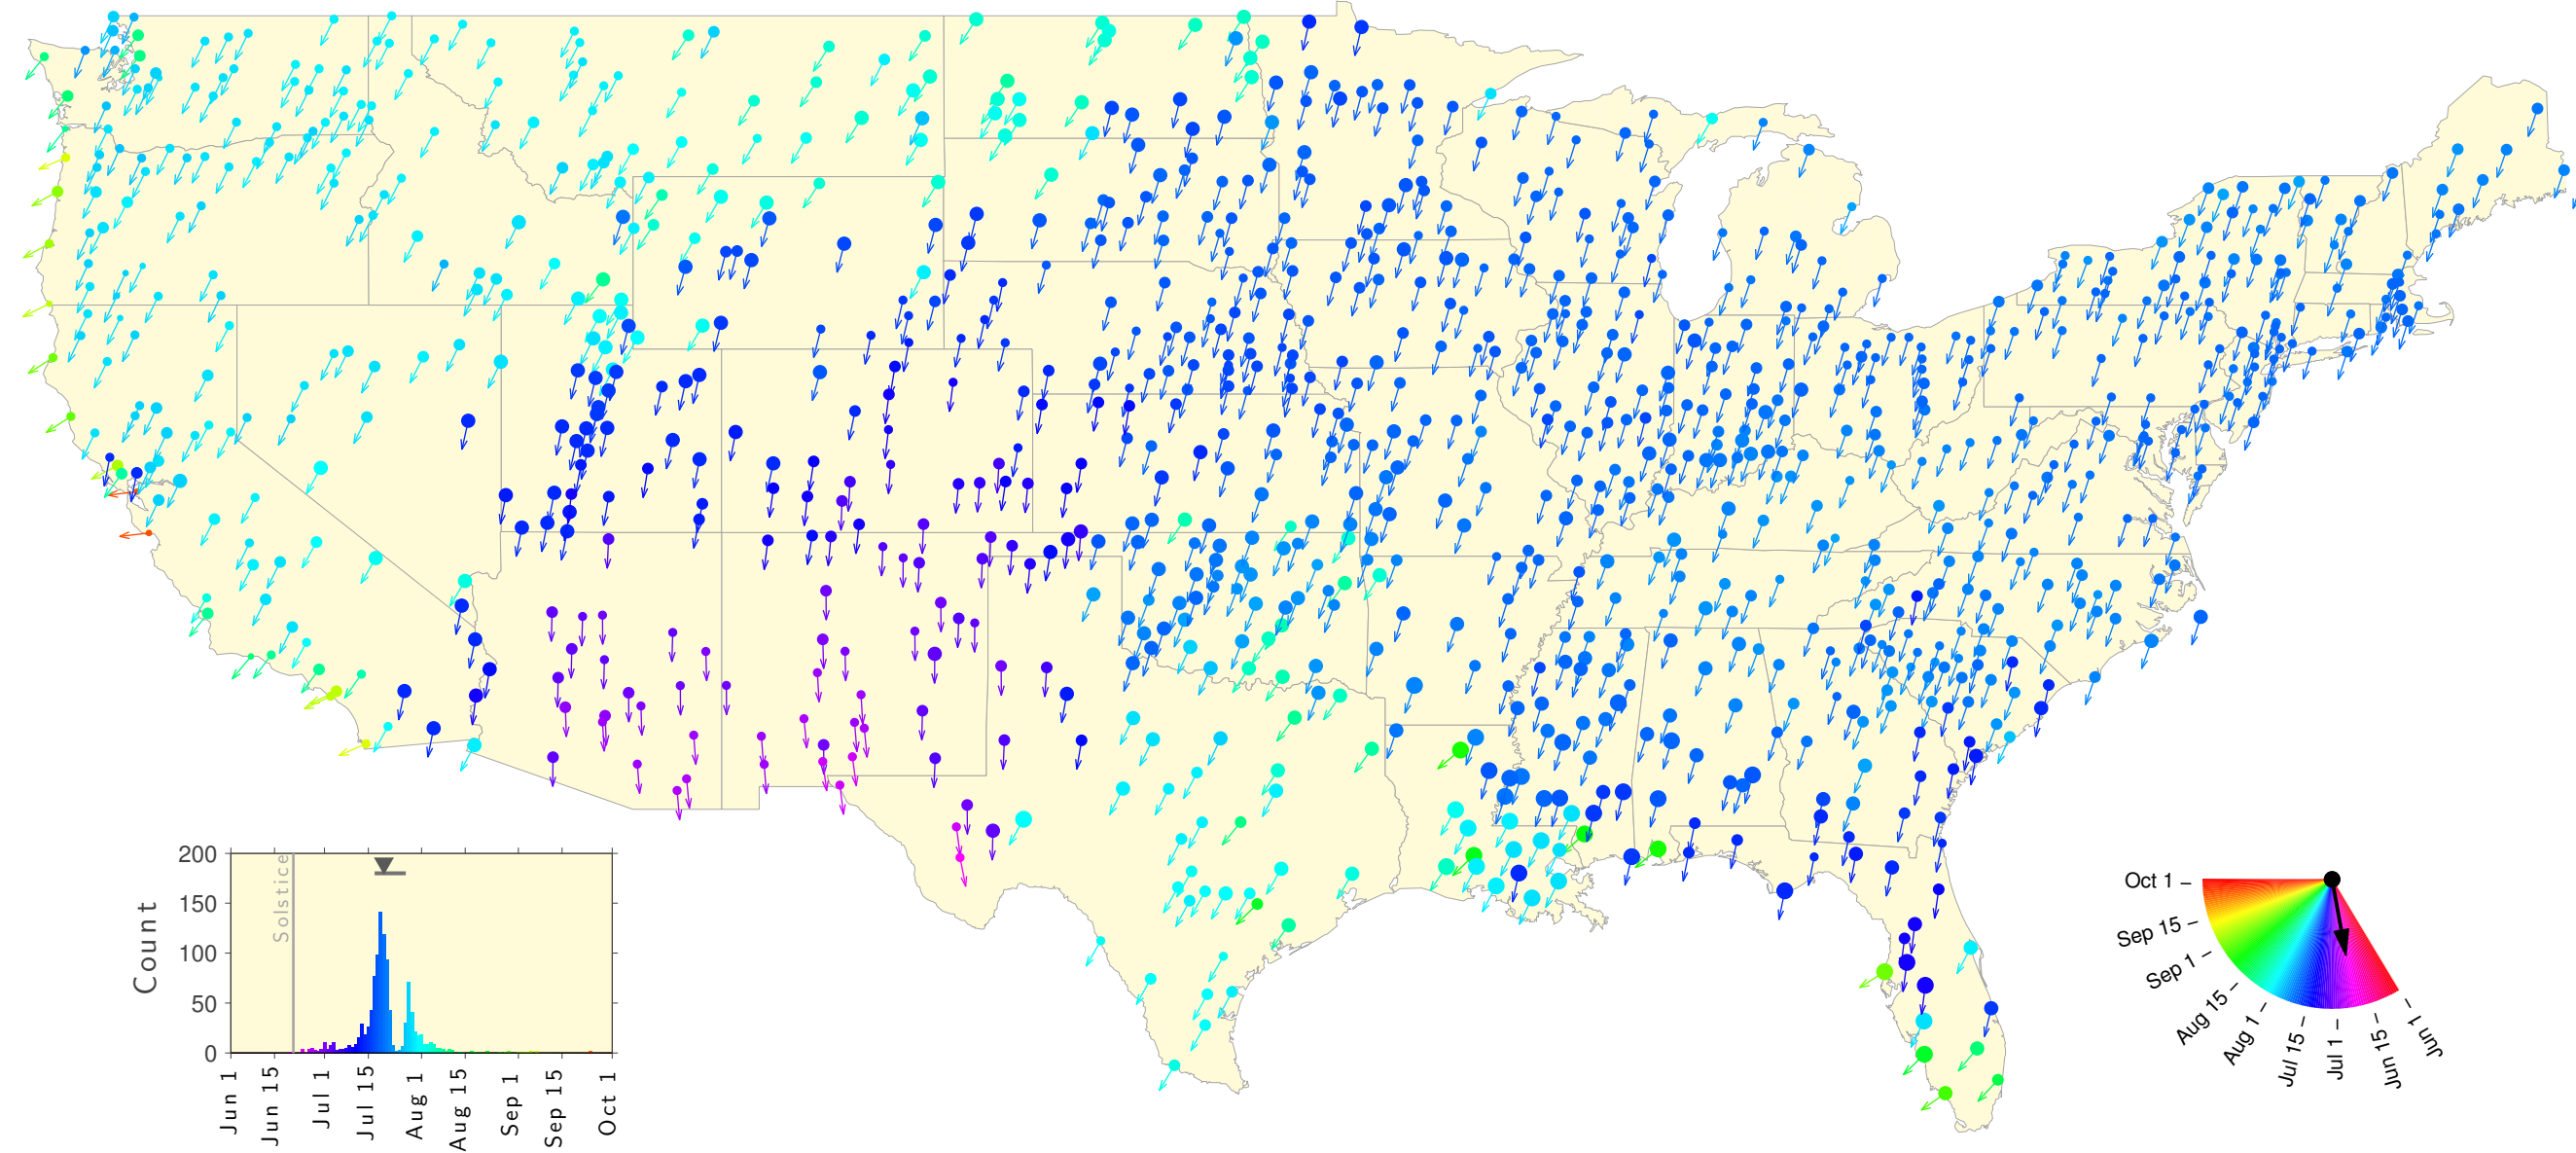 200
150
100
50
0
Count
Solstice
Jun 1
Jun 15
Jul 1
Jul 15
Aug 1
Aug 15
Sep 1
Sep 15
Oct 1
Oct 1
Sep 15
Sep 1
Aug 15
Aug 1
Jul 15
Jul 1
Jun 15
Jun 1